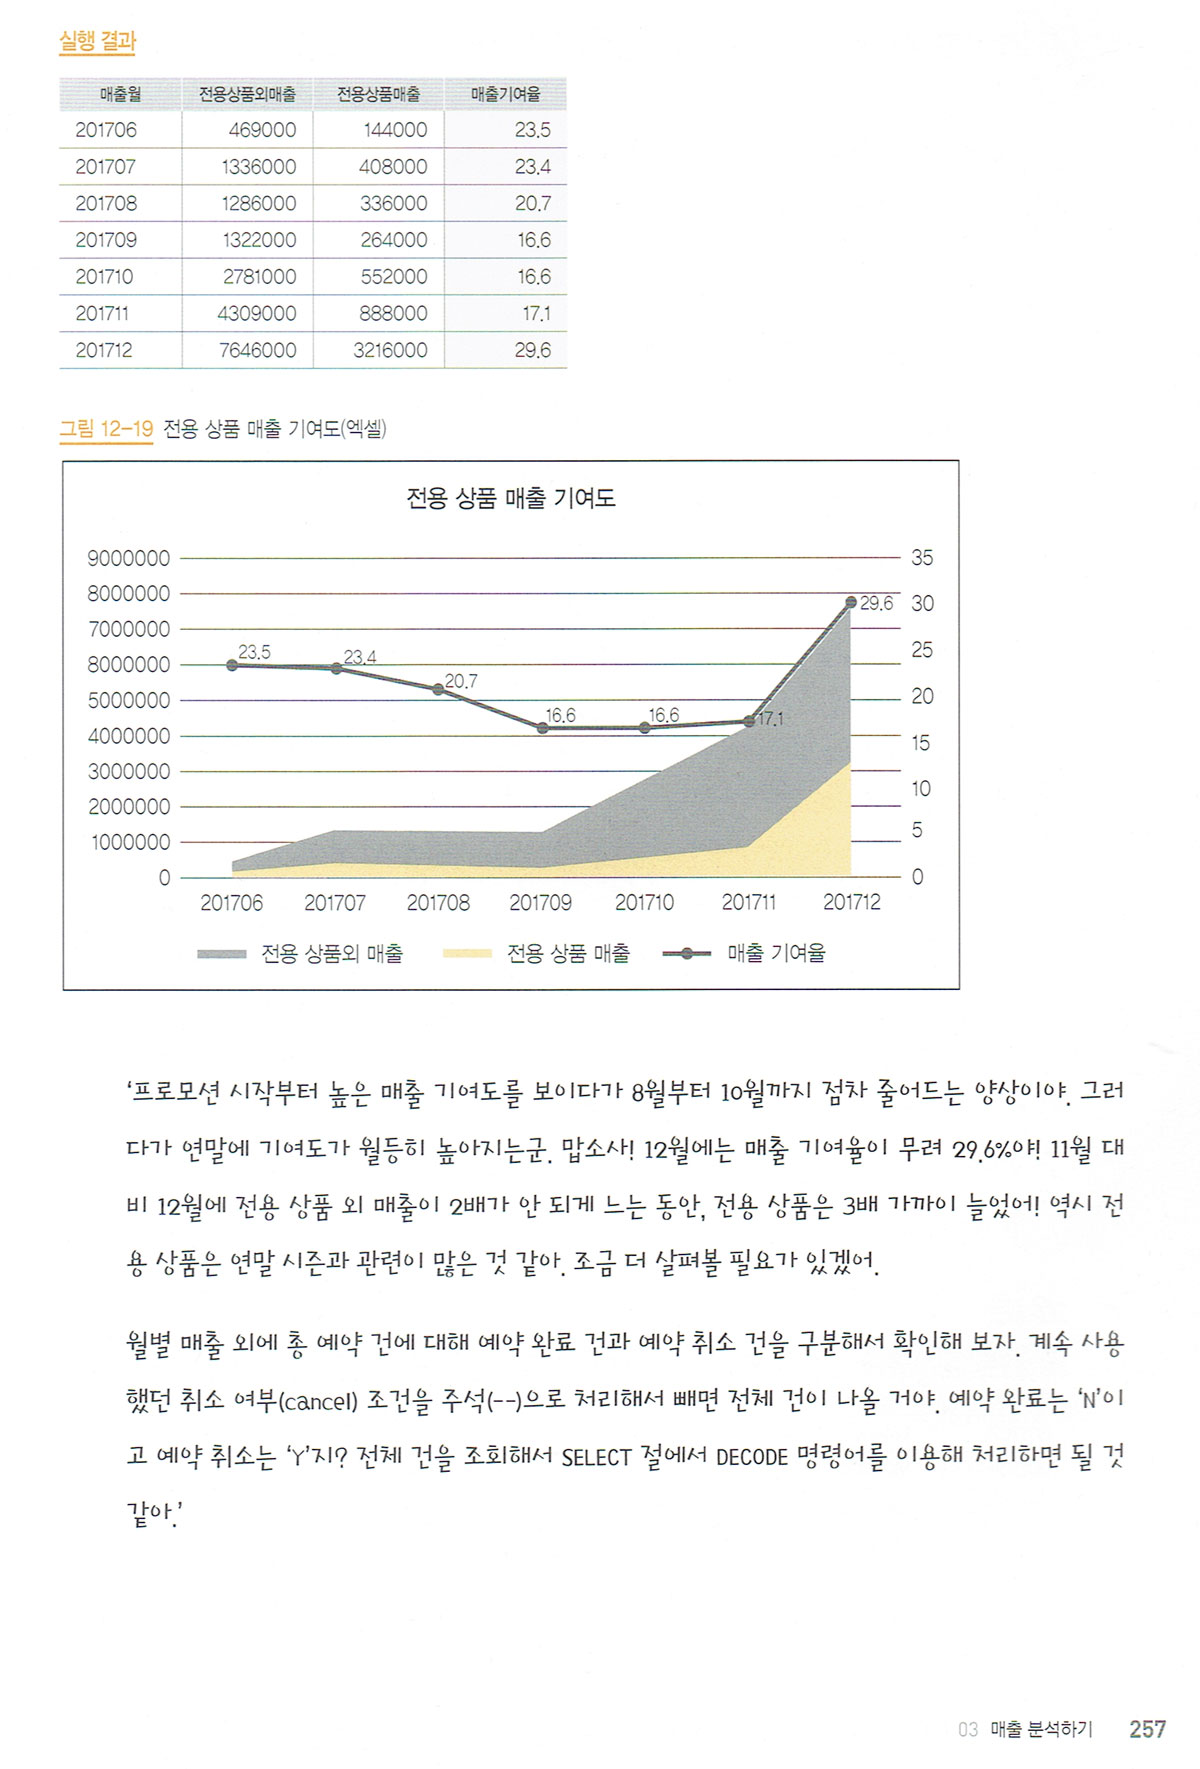 실행 결과
매출월 전용상품외매출 전용상품매출 매출기여율
201706 469000 144000 23.5
201707 1336000 408000 23.4
201708 1286000 336000 20.7
201709 1322000 264000 16.6
201710 2781000 552000 16.6
201711 4309000 888000 17.1
201712 7646000 3216000 29.6
그림 12-19 전용 상품 매출 기여도(엑셀)
전용 상품 매출 기여도
9000000 35
8000000 30
7000000
8000000 25
5000000 20
4000000 15
3000000
2000000 10
1000000 5
0 0
23.5 23.4 20.7 16.6 16.6 17.1 29.6
201706 201707 201708 201709 201710 201711 201712
전용 상품외 매출 전용 상품 매출 매출 기여율
‘프로모션 시작부터 높은 매출 기여도를 보이다가 8월부터 10월까지 점차 줄어드는 양상이야. 그러
다가 연말에 기여도가 월등히 높아지는군. 맙소사! 12월에는 매출 기여율이 무려 29.6%야! 11월 대
비 12월에 전용 상품 외 매출이 2배가 안 되게 느는 동안, 전용 상품은 3배 가까이 늘었어! 역시 전
용 상품은 연말 시즌과 관련이 많은 것 같아. 조금 더 살펴볼 필요가 있겠어.
월별 매출 외에 총 예약 건에 대해 예약 완료 건과 예약 취소 건을 구분해서 확인해 보자. 계속 사용
했던 취소 여부(cancel) 조건을 주석(--)으로 처리해서 빼면 전체 건이 나올 거야. 예약 완료는 ‘N’이
고 예약 취소는 ‘Y’지? 전체 건을 조회해서 SELECT 절에서 DECODE 명령어를 이용해 처리하면 될 것
같아.’
03 매출 분석하기 257